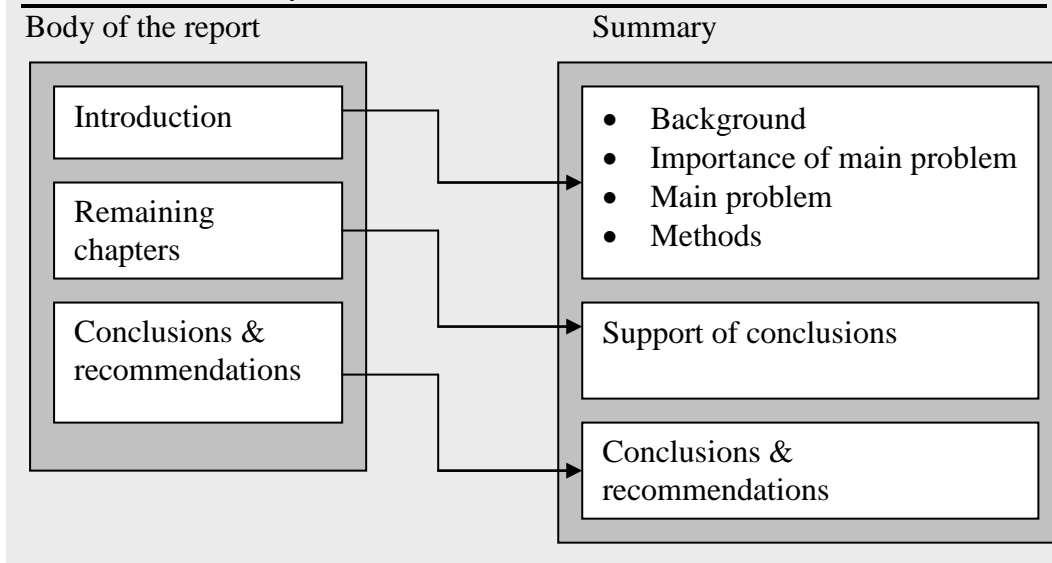 Body of the report
Summary
Introduction
Remaining
chapters
Conclusions &
recommendations
• Background
• Importance of main problem
• Main problem
• Methods
Support of conclusions
Conclusions &
recommendations